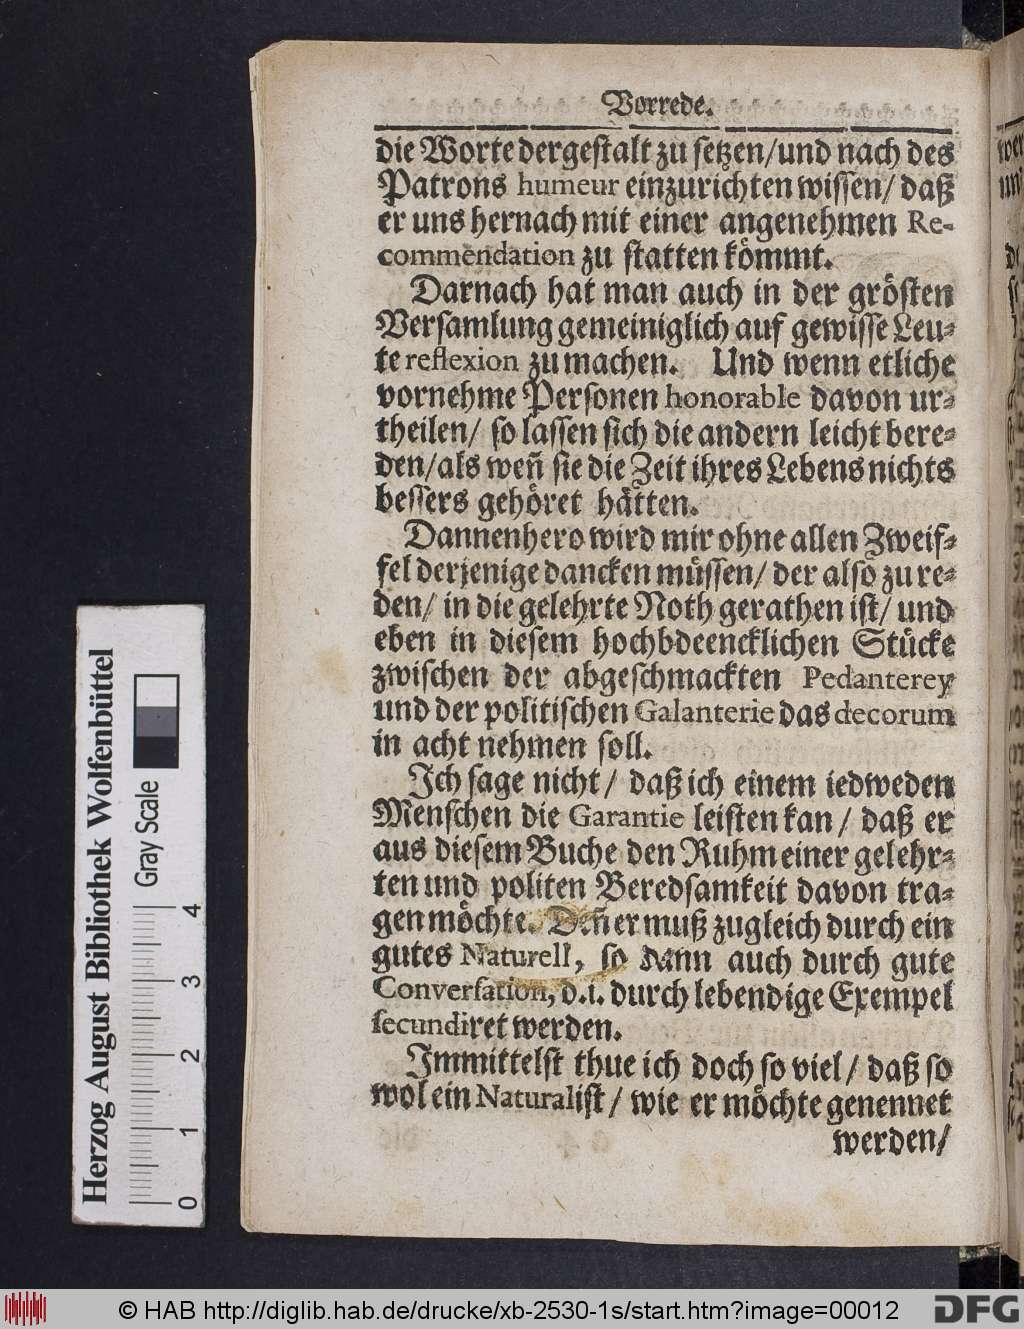 Vorrede.
die Worte dergestalt zu setzen/und nach des
Patrons humeur einzurichten wissen/ daß
er uns hernach mit einer angenehmen Re-
commendation zu statten kömmt.
Darnach hat man auch in der grösten
Versamlung gemeiniglich auf gewisse Leu-
te reflexion zu machen. Und wenn etliche
vornehme Personen honorable davon ur-
theilen/ so lassen sich die andern leicht bere-
den/als weñ sie die Zeit ihres Lebens nichts
bessers gehöret hätten.
Dannenhero wird mir ohne allen Zweif-
fel derjenige dancken müssen/ der also zu re-
den/ in die gelehrte Noth gerathen ist/ und
eben in diesem hochbdeencklichen Stücke
zwischen der abgeschmackten Pedanterey
und der politischen Galanterie das decorum
in acht nehmen soll.
Ich sage nicht/ daß ich einem iedweden
Menschen die Garantie leisten kan/ daß er
aus diesem Buche den Ruhm einer gelehr-
ten und politen Beredsamkeit davon tra-
gen möchte. Deñ er muß zugleich durch ein
gutes Naturell, so dann auch durch gute
Conversation, d.i. durch lebendige Exempel
secundiret werden.
Immittelst thue ich doch so viel/ daß so
wol ein Naturalist/ wie er möchte genennet
werden/
Herzog August Bibliothek Wolfenbüttel
Gray Scale
0 1 2 3 4
© HAB http://diglib.hab.de/drucke/xb-2530-1s/start.htm?image=00012
DFG